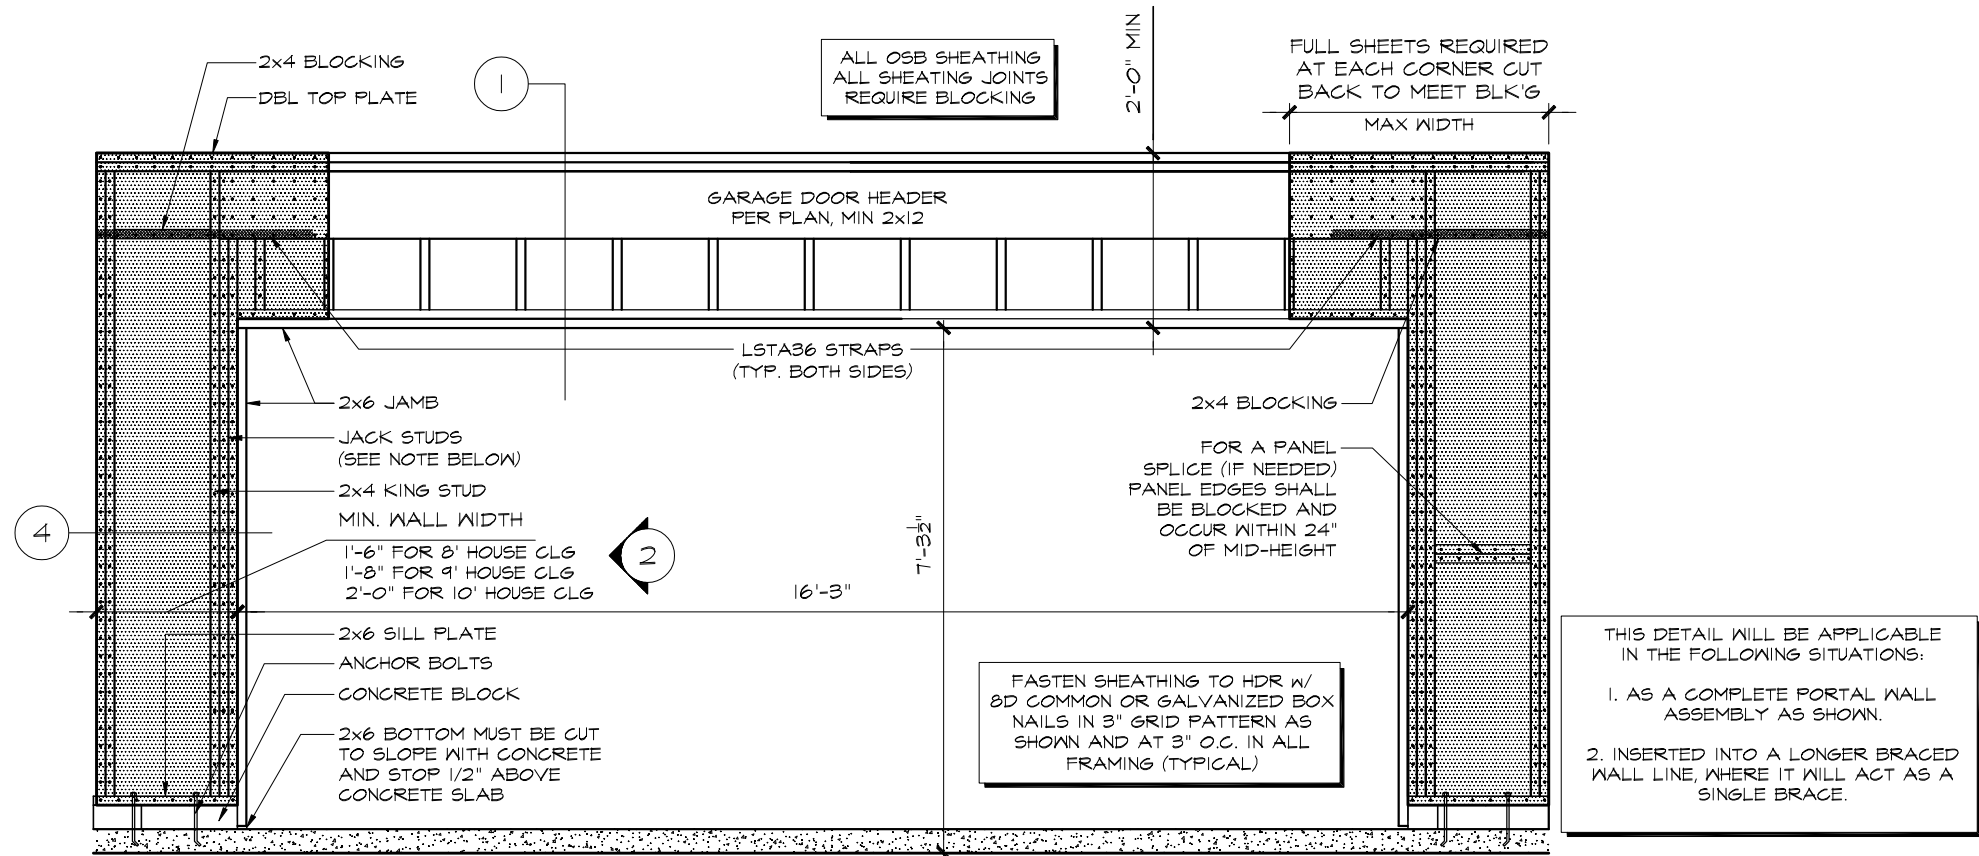 2x4 BLOCKING
DBL TOP PLATE
1
ALL OSB SHEATHING
ALL SHEATING JOINTS
REQUIRE BLOCKING
2'-0" MIN
FULL SHEETS REQUIRED
AT EACH CORNER CUT
BACK TO MEET BLK'G
MAX WIDTH
GARAGE DOOR HEADER
PER PLAN, MIN 2x12
LSTA36 STRAPS
(TYP. BOTH SIDES)
2x6 JAMB
JACK STUDS
(SEE NOTE BELOW)
2x4 KING STUD
MIN. WALL WIDTH
1'-6" FOR 8' HOUSE CLG
1'-8" FOR 9' HOUSE CLG
2'-0" FOR 10' HOUSE CLG
4
2
7'-3 1/2"
16'-3"
2x4 BLOCKING
FOR A PANEL
SPLICE (IF NEEDED)
PANEL EDGES SHALL
BE BLOCKED AND
OCCUR WITHIN 24"
OF MID-HEIGHT
2x6 SILL PLATE
ANCHOR BOLTS
CONCRETE BLOCK
2x6 BOTTOM MUST BE CUT
TO SLOPE WITH CONCRETE
AND STOP 1/2" ABOVE
CONCRETE SLAB
FASTEN SHEATHING TO HDR W/
8D COMMON OR GALVANIZED BOX
NAILS IN 3" GRID PATTERN AS
SHOWN AND AT 3" O.C. IN ALL
FRAMING (TYPICAL)
THIS DETAIL WILL BE APPLICABLE
IN THE FOLLOWING SITUATIONS:
1. AS A COMPLETE PORTAL WALL
ASSEMBLY AS SHOWN.
2. INSERTED INTO A LONGER BRACED
WALL LINE, WHERE IT WILL ACT AS A
SINGLE BRACE.